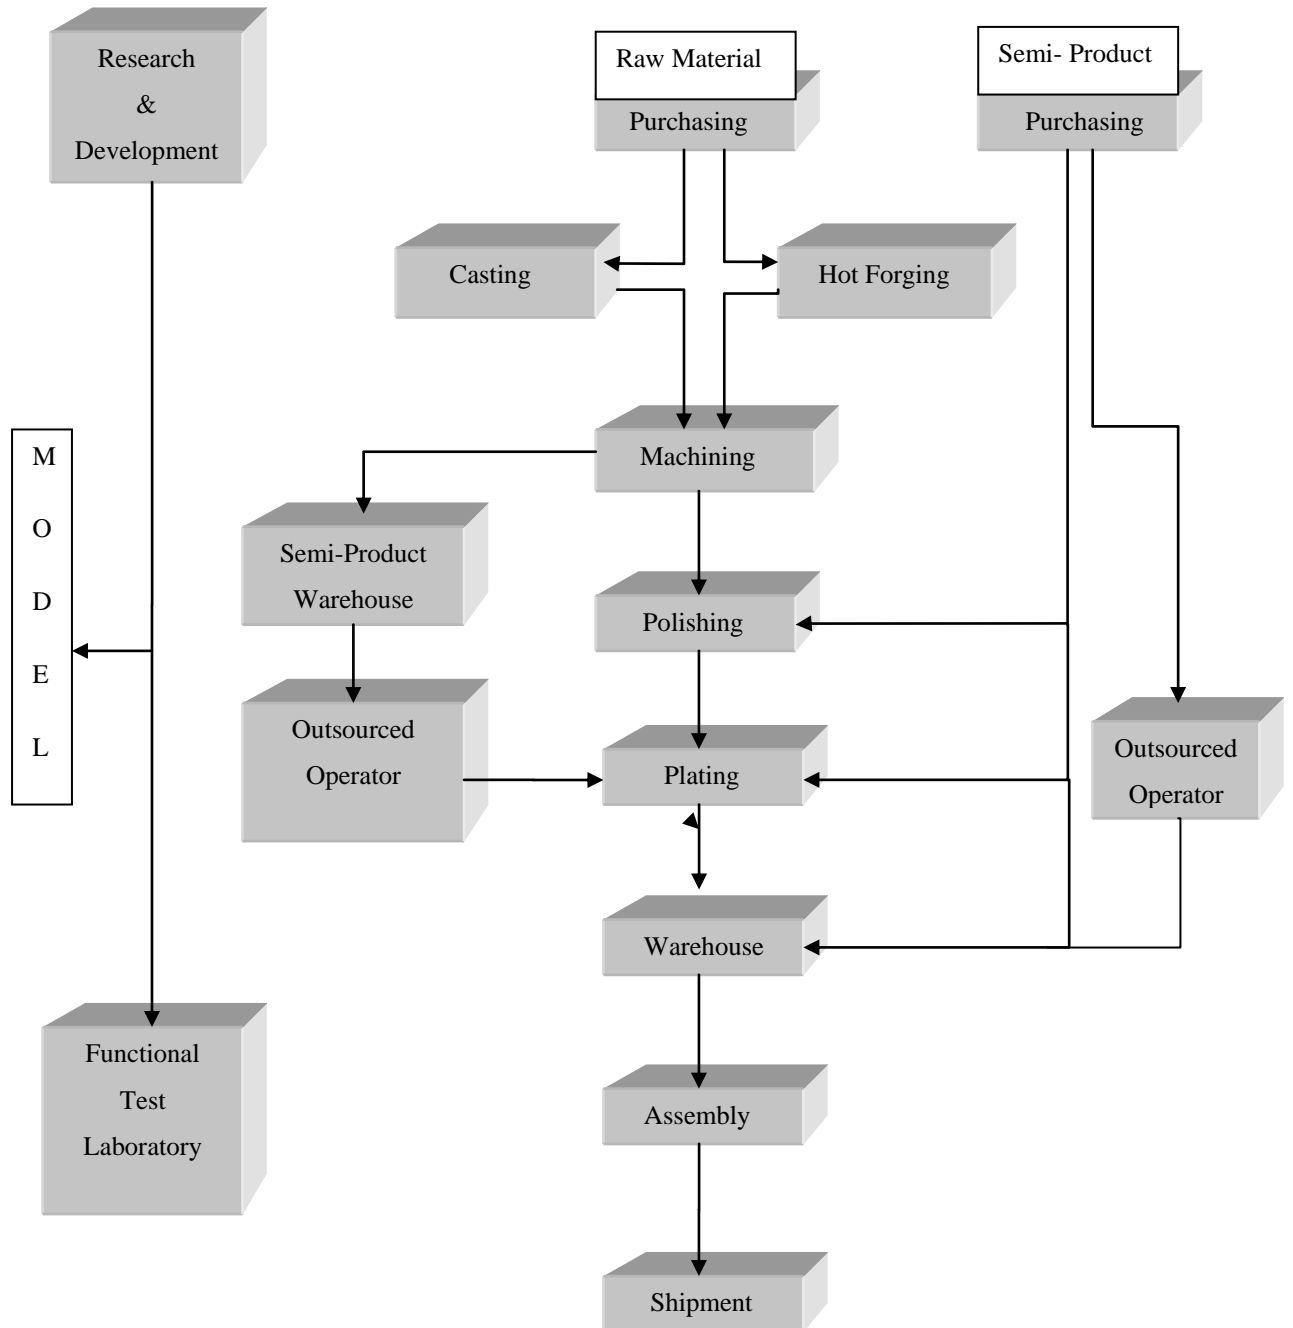 Research
&
Development
Raw Material
Purchasing
Semi- Product
Purchasing
Casting
Hot Forging
M
O
D
E
L
Machining
Semi-Product
Warehouse
Polishing
Outsourced
Operator
Plating
Outsourced
Operator
Warehouse
Functional
Test
Laboratory
Assembly
Shipment